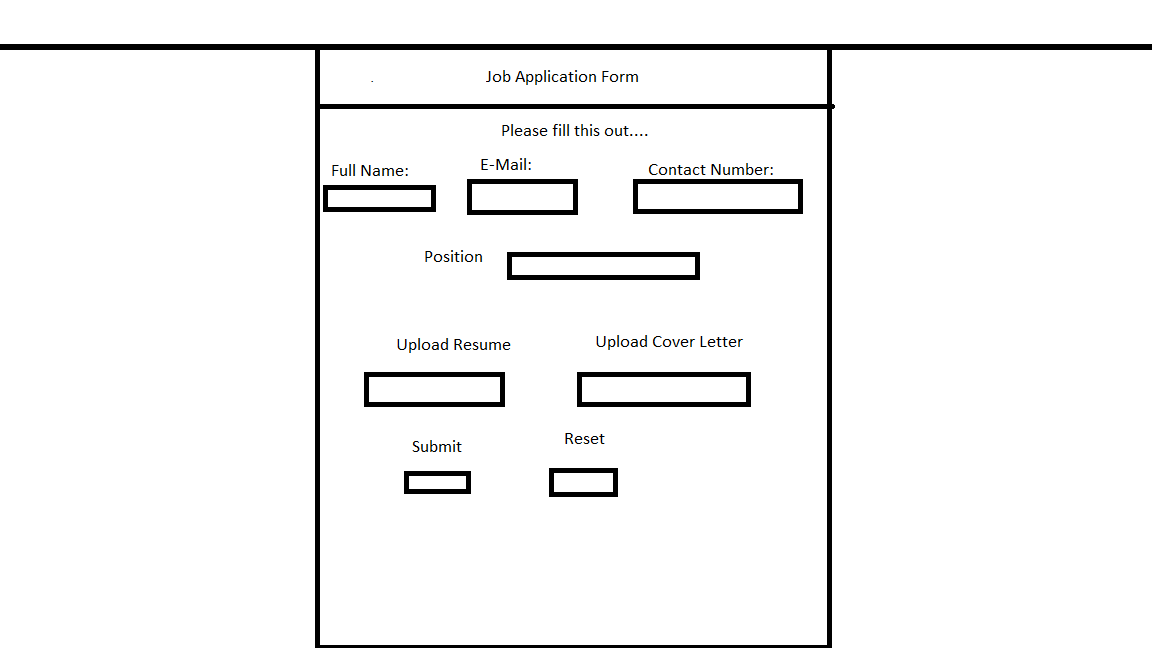 Job Application Form
Please fill this out....
Full Name:
E-Mail:
Contact Number:
Position
Upload Resume
Upload Cover Letter
Submit
Reset